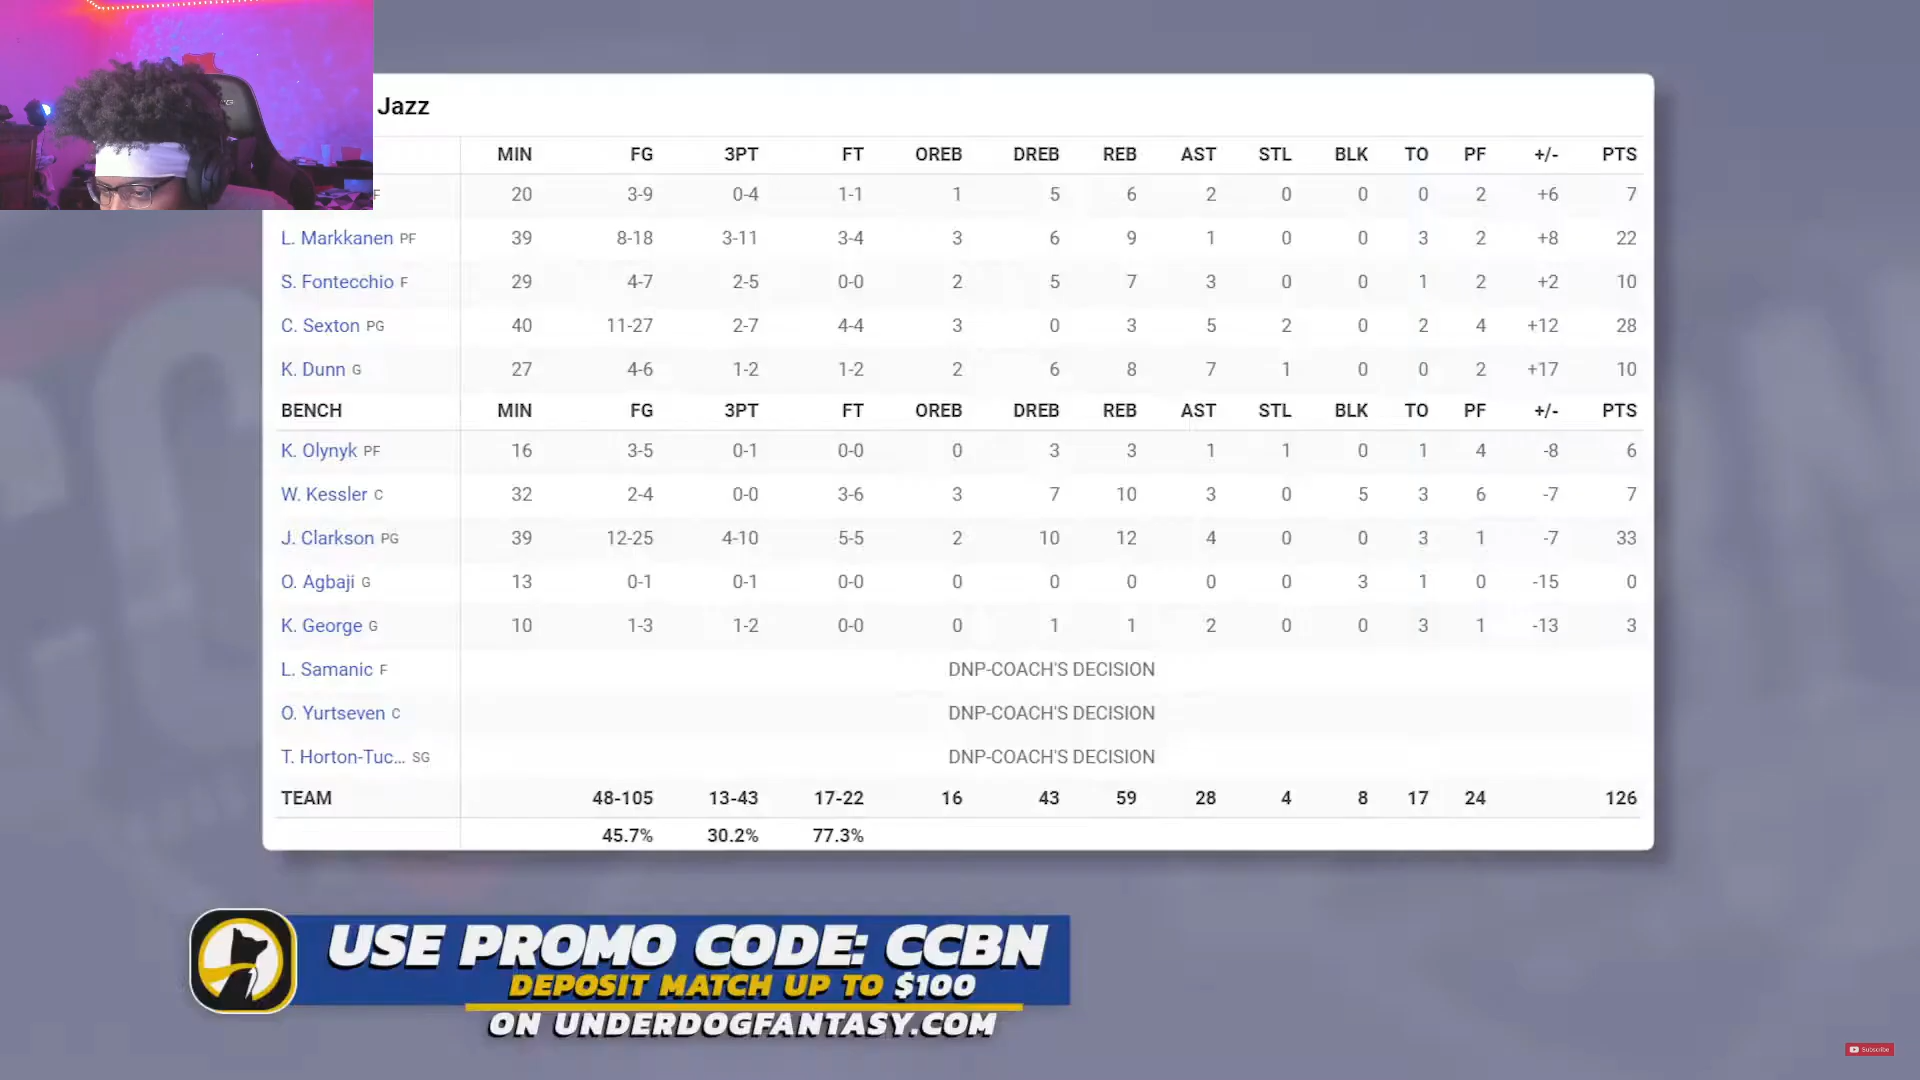 Jazz
MIN FG 3PT FT OREB DREB REB AST STL BLK TO PF +/- PTS
F 20 3-9 0-4 1-1 1 5 6 2 0 0 0 2 +6 7
L. Markkanen PF 39 8-18 3-11 3-4 3 6 9 1 0 0 3 2 +8 22
S. Fontecchio F 29 4-7 2-5 0-0 2 5 7 3 0 0 1 2 +2 10
C. Sexton PG 40 11-27 2-7 4-4 3 0 3 5 2 0 2 4 +12 28
K. Dunn G 27 4-6 1-2 1-2 2 6 8 7 1 0 0 2 +17 10
BENCH MIN FG 3PT FT OREB DREB REB AST STL BLK TO PF +/- PTS
K. Olynyk PF 16 3-5 0-1 0-0 0 3 3 1 1 0 1 4 -8 6
W. Kessler C 32 2-4 0-0 3-6 3 7 10 3 0 5 3 6 -7 7
J. Clarkson PG 39 12-25 4-10 5-5 2 10 12 4 0 0 3 1 -7 33
O. Agbaji G 13 0-1 0-1 0-0 0 0 0 0 0 3 1 0 -15 0
K. George G 10 1-3 1-2 0-0 0 1 1 2 0 0 3 1 -13 3
L. Samanic F DNP-COACH'S DECISION
O. Yurtseven C DNP-COACH'S DECISION
T. Horton-Tuc... SG DNP-COACH'S DECISION
TEAM 48-105 13-43 17-22 16 43 59 28 4 8 17 24 126
45.7% 30.2% 77.3%
USE PROMO CODE: CCBN
DEPOSIT MATCH UP TO $100
ON UNDERDOGFANTASY.COM
Subscribe